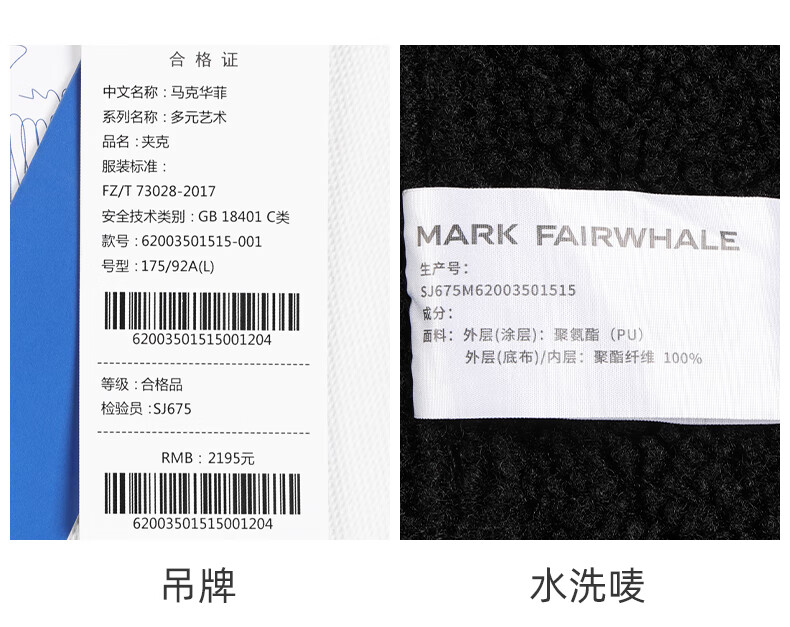 合格证
中文名称：马克华菲
系列名称：多元艺术
品名：夹克
服装标准：
FZ/T 73028-2017
安全技术类别：GB 18401 C类
款号：62003501515-001
号型：175/92A(L)
62003501515001204
等级：合格品
检验员：SJ675
RMB：2195元
62003501515001204
吊牌
MARK FAIRWHALE
生产号：
SJ675M62003501515
成分：
面料：外层(涂层)：聚氨酯（PU）
外层(底布)/内层：聚酯纤维 100%
水洗唛